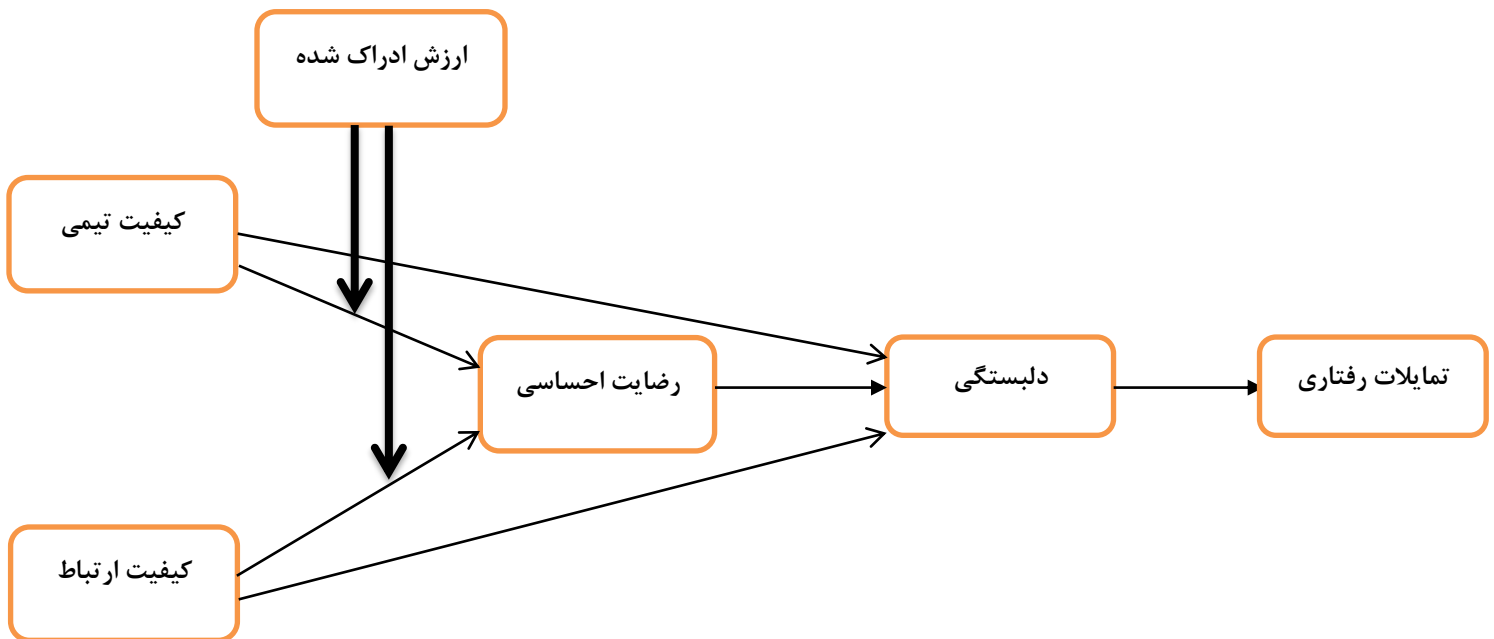 ارزش ادراک شده
کیفیت تیمی
رضایت احساسی
دلبستگی
تمایلات رفتاری
کیفیت ارتباط